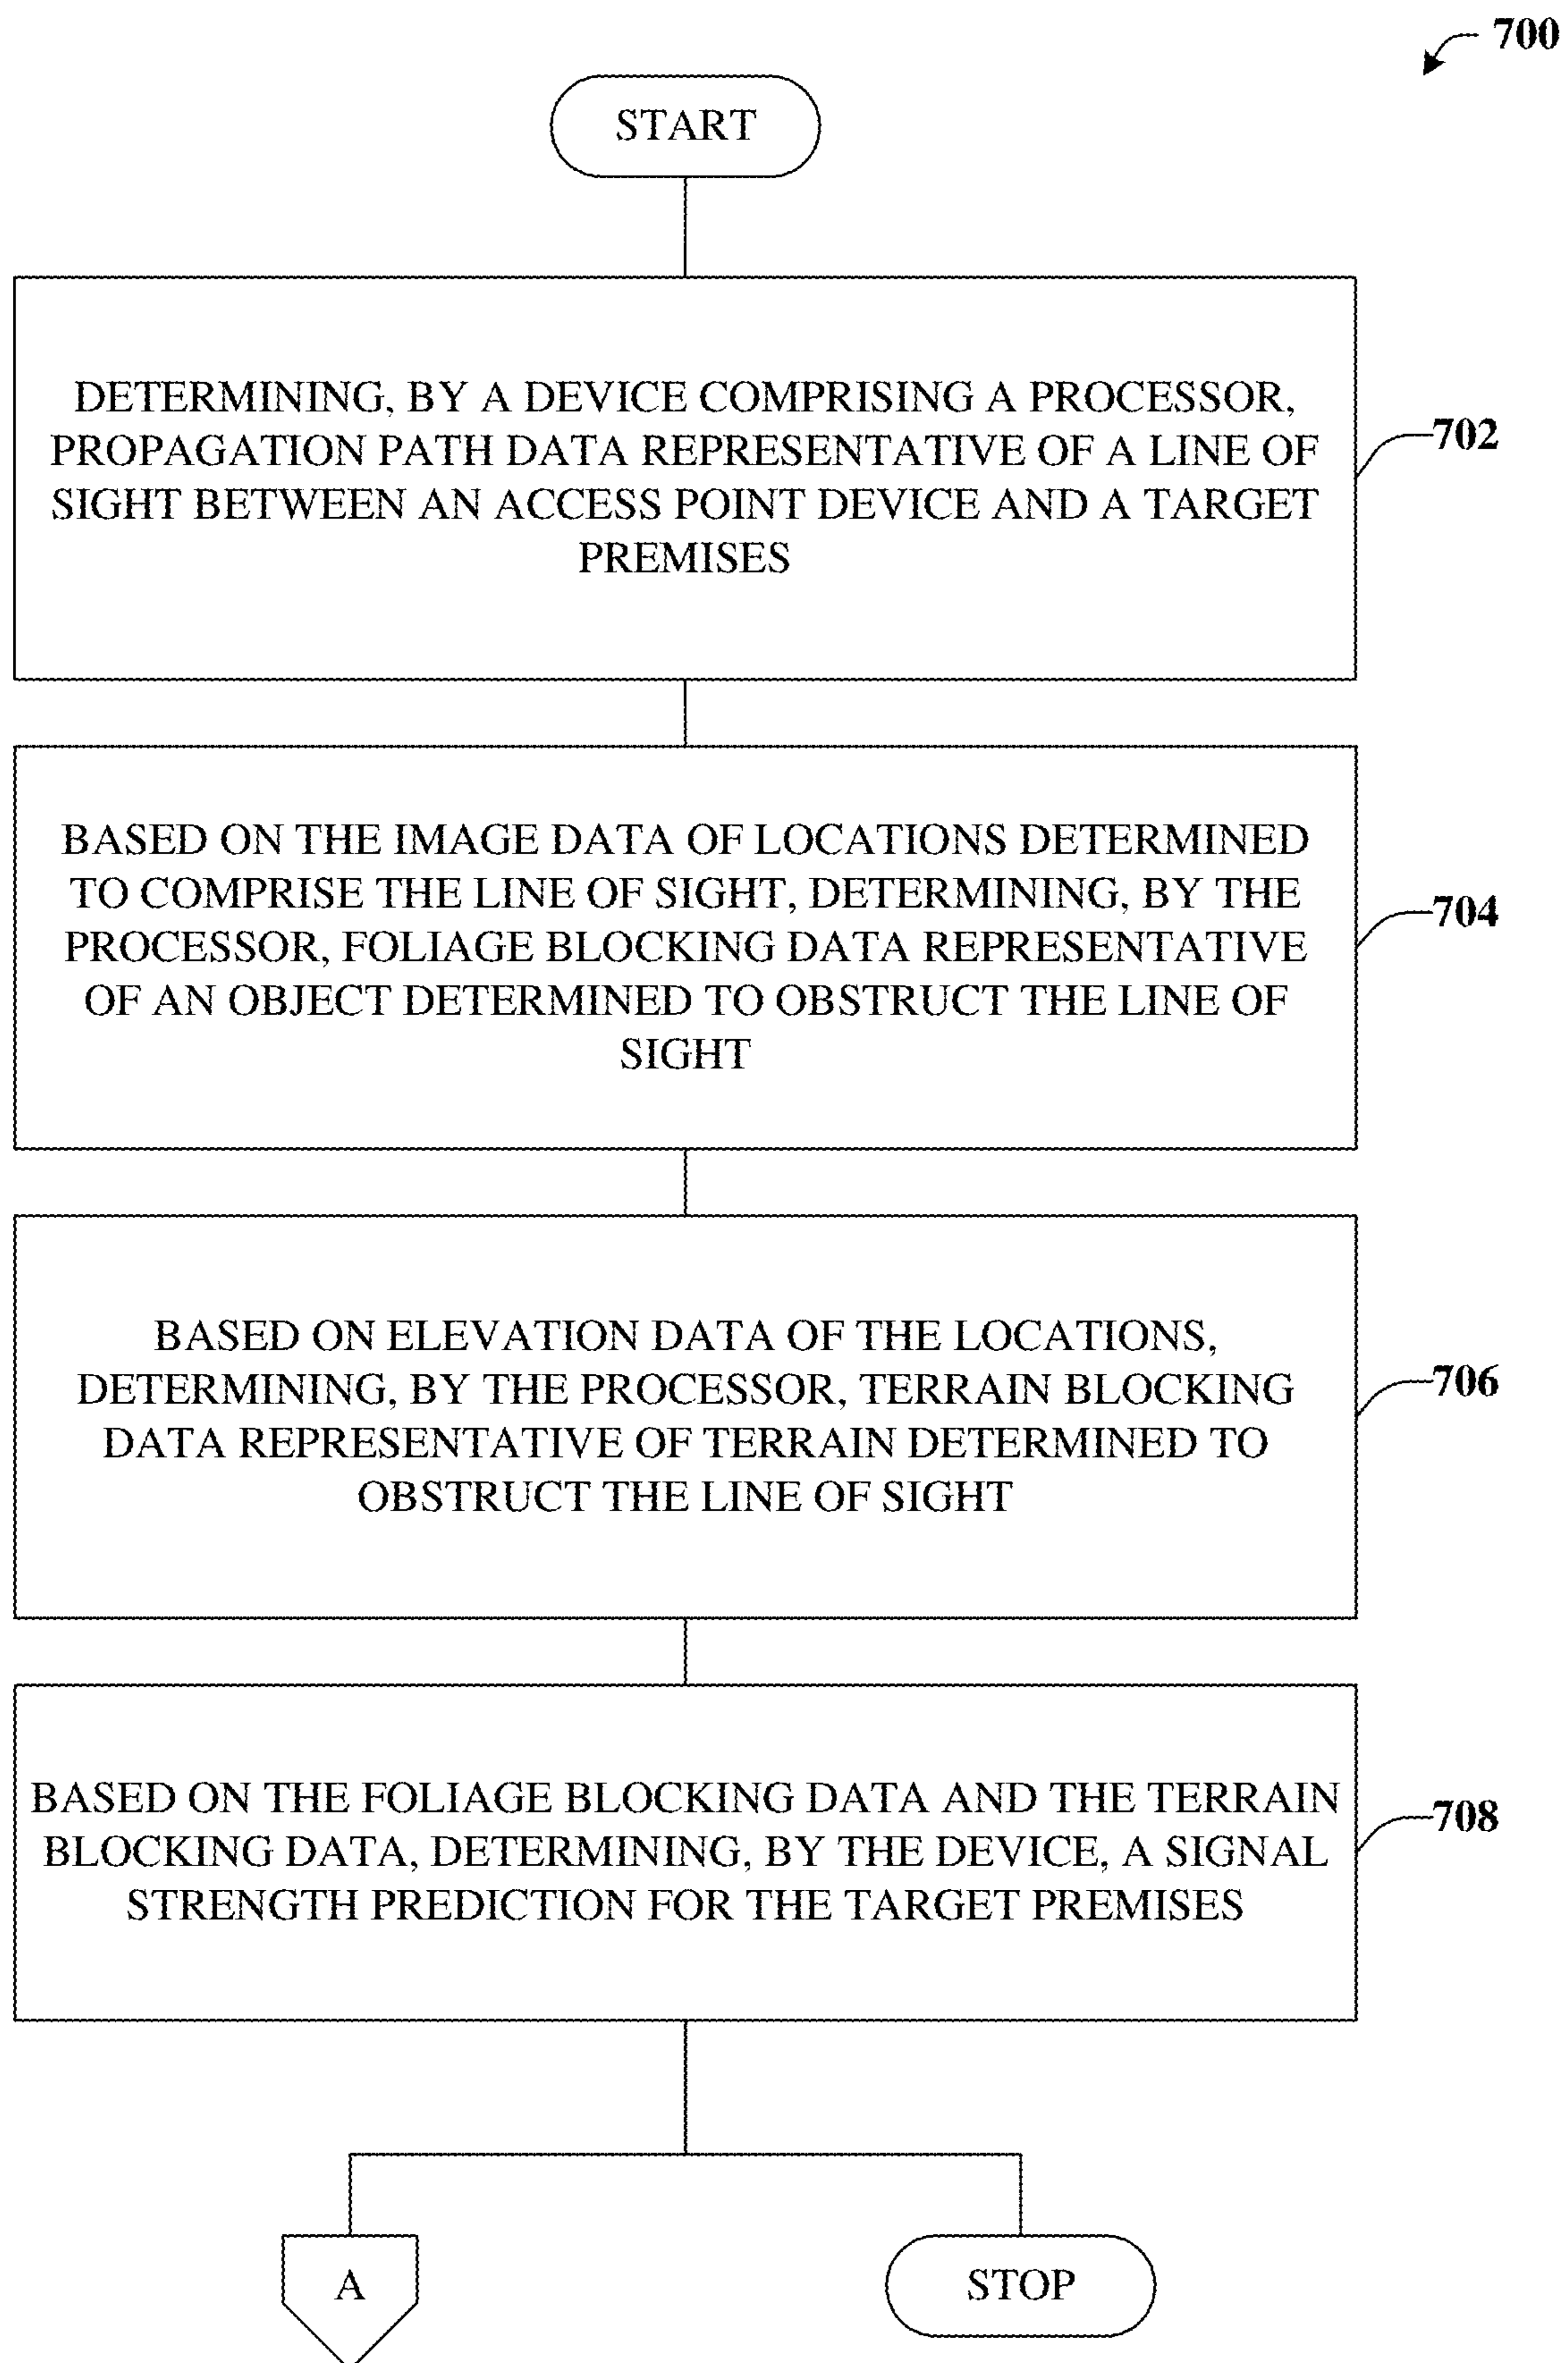 700
START
DETERMINING, BY A DEVICE COMPRISING A PROCESSOR,
PROPAGATION PATH DATA REPRESENTATIVE OF A LINE OF
SIGHT BETWEEN AN ACCESS POINT DEVICE AND A TARGET
PREMISES
702
BASED ON THE IMAGE DATA OF LOCATIONS DETERMINED
TO COMPRISE THE LINE OF SIGHT, DETERMINING, BY THE
PROCESSOR, FOLIAGE BLOCKING DATA REPRESENTATIVE
OF AN OBJECT DETERMINED TO OBSTRUCT THE LINE OF
SIGHT
704
BASED ON ELEVATION DATA OF THE LOCATIONS,
DETERMINING, BY THE PROCESSOR, TERRAIN BLOCKING
DATA REPRESENTATIVE OF TERRAIN DETERMINED TO
OBSTRUCT THE LINE OF SIGHT
706
BASED ON THE FOLIAGE BLOCKING DATA AND THE TERRAIN
BLOCKING DATA, DETERMINING, BY THE DEVICE, A SIGNAL
STRENGTH PREDICTION FOR THE TARGET PREMISES
708
A
STOP